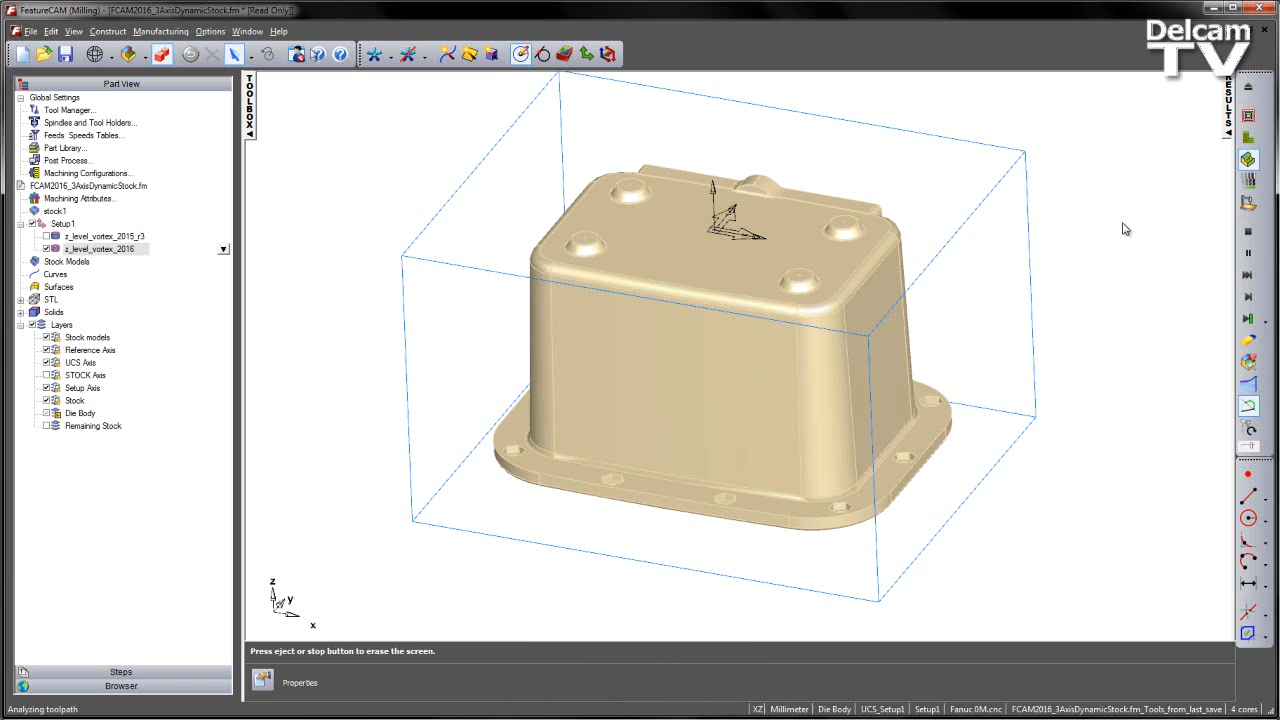 FeatureCAM (Milling) - [FCAM2016_3AxisDynamicStock.fm * [Read Only]]
File Edit View Construct Manufacturing Options Window Help
Delcam
TV
Part View
TOOLBOX
RESULTS
Global Settings
Tool Manager...
Spindles and Tool Holders...
Feeds Speeds Tables...
Part Library...
Post Process...
Machining Configurations...
FCAM2016_3AxisDynamicStock.fm
Machining Attributes...
stock1
Setup1
z_level_vortex_2015_r3
z_level_vortex_2016
Stock Models
Curves
Surfaces
STL
Solids
Layers
Stock models
Reference Axis
UCS Axis
STOCK Axis
Setup Axis
Stock
Die Body
Remaining Stock
z
y
x
Press eject or stop button to erase the screen.
Properties
Steps
Browser
Analyzing toolpath
XZ Millimeter Die Body UCS_Setup1 Setup1 Fanuc 0M.cnc FCAM2016_3AxisDynamicStock.fm_Tools_from_last_save 4 cores